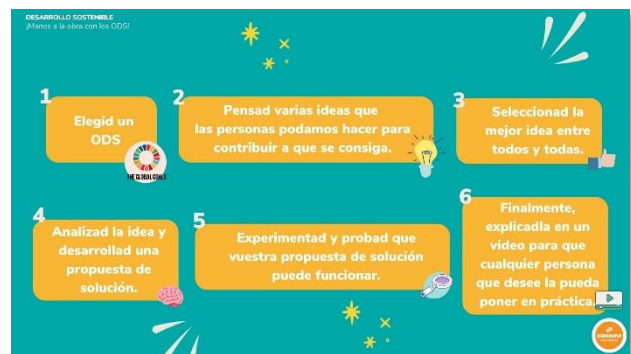 DESARROLLO SOSTENIBLE
¡Manos a la obra con los ODS!
1
Elegid un
ODS
THE GLOBAL GOALS
2
Pensad varias ideas que
las personas podamos hacer para
contribuir a que se consiga.
3
Seleccionad la
mejor idea entre
todos y todas.
4
Analizad la idea y
desarrollad una
propuesta de
solución.
5
Experimentad y probad que
vuestra propuesta de solución
puede funcionar.
6
Finalmente,
explicadla en un
video para que
cualquier persona
que desee la pueda
poner en práctica.